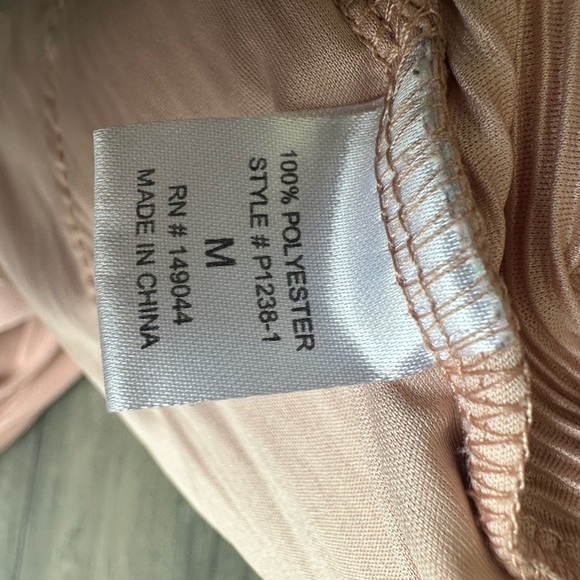 100% POLYESTER
STYLE # P1238-1
M
RN # 149044
MADE IN CHINA